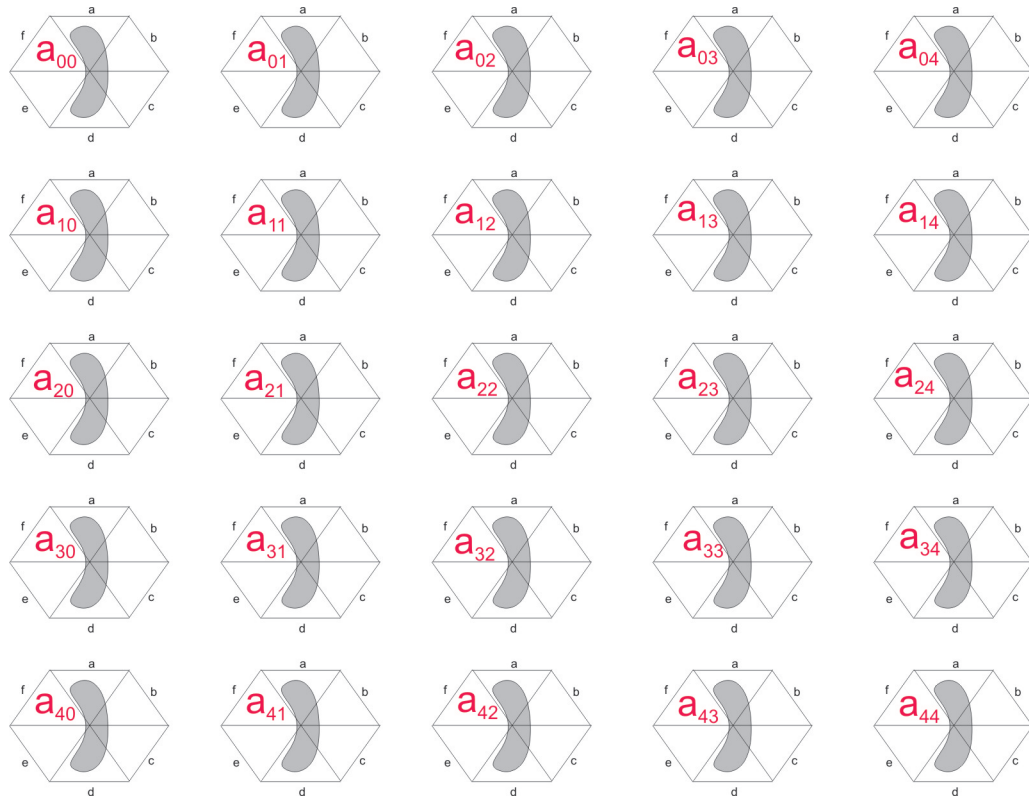 a a a a a
f b f b f b f b f b
a₀₀ a₀₁ a₀₂ a₀₃ a₀₄
e c e c e c e c e c
d d d d d
a a a a a
f b f b f b f b f b
a₁₀ a₁₁ a₁₂ a₁₃ a₁₄
e c e c e c e c e c
d d d d d
a a a a a
f b f b f b f b f b
a₂₀ a₂₁ a₂₂ a₂₃ a₂₄
e c e c e c e c e c
d d d d d
a a a a a
f b f b f b f b f b
a₃₀ a₃₁ a₃₂ a₃₃ a₃₄
e c e c e c e c e c
d d d d d
a a a a a
f b f b f b f b f b
a₄₀ a₄₁ a₄₂ a₄₃ a₄₄
e c e c e c e c e c
d d d d d